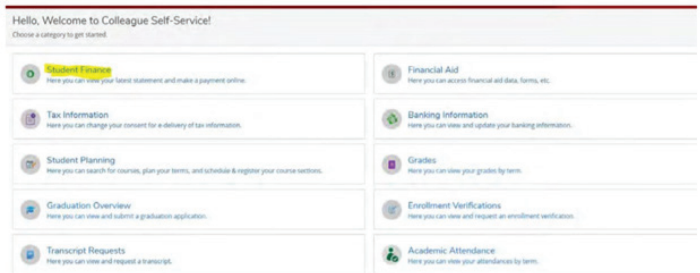 Hello, Welcome to Colleague Self-Service!
Choose a category to get started.
Student Finance
Here you can view your latest statement and make a payment online.
Financial Aid
Here you can access financial aid data, forms, etc.
Tax Information
Here you can change your consent for e-delivery of tax information.
Banking Information
Here you can view and update your banking information.
Student Planning
Here you can search for courses, plan your terms, and schedule & register your course sections.
Grades
Here you can view your grades by term.
Graduation Overview
Here you can view and submit a graduation application.
Enrollment Verifications
Here you can view and request an enrollment verification.
Transcript Requests
Here you can view and request a transcript.
Academic Attendance
Here you can view your attendances by term.